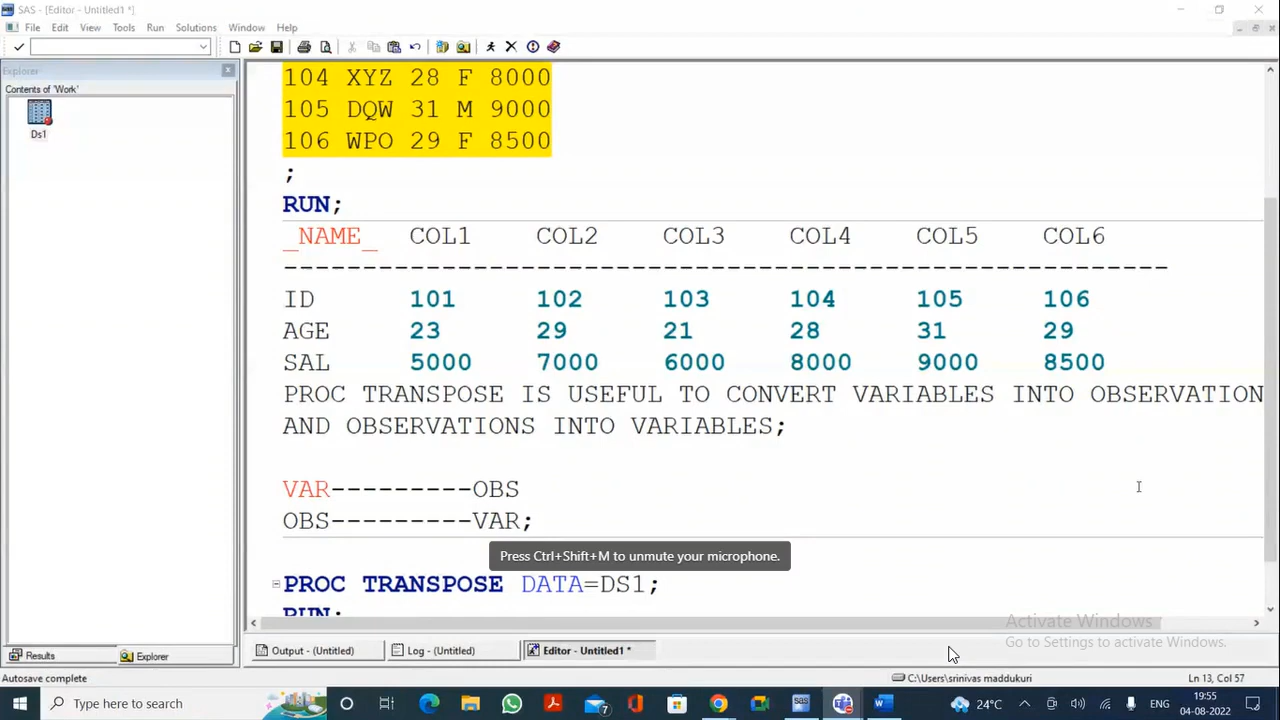 SAS - [Editor - Untitled1 *]
File Edit View Tools Run Solutions Window Help
Explorer
Contents of 'Work'
Ds1
104 XYZ 28 F 8000
105 DQW 31 M 9000
106 WPO 29 F 8500
;
RUN;
_NAME_ COL1 COL2 COL3 COL4 COL5 COL6
----------------------------------------------------------------
ID 101 102 103 104 105 106
AGE 23 29 21 28 31 29
SAL 5000 7000 6000 8000 9000 8500
PROC TRANSPOSE IS USEFUL TO CONVERT VARIABLES INTO OBSERVATION
AND OBSERVATIONS INTO VARIABLES;
VAR---------OBS
OBS---------VAR;
Press Ctrl+Shift+M to unmute your microphone.
PROC TRANSPOSE DATA=DS1;
RUN;
Activate Windows
Go to Settings to activate Windows.
Results Explorer
Output - (Untitled) Log - (Untitled) Editor - Untitled1 *
Autosave complete C:\Users\srinivas maddukuri Ln 13, Col 57
Type here to search 7 24°C ENG 19:55
04-08-2022 2